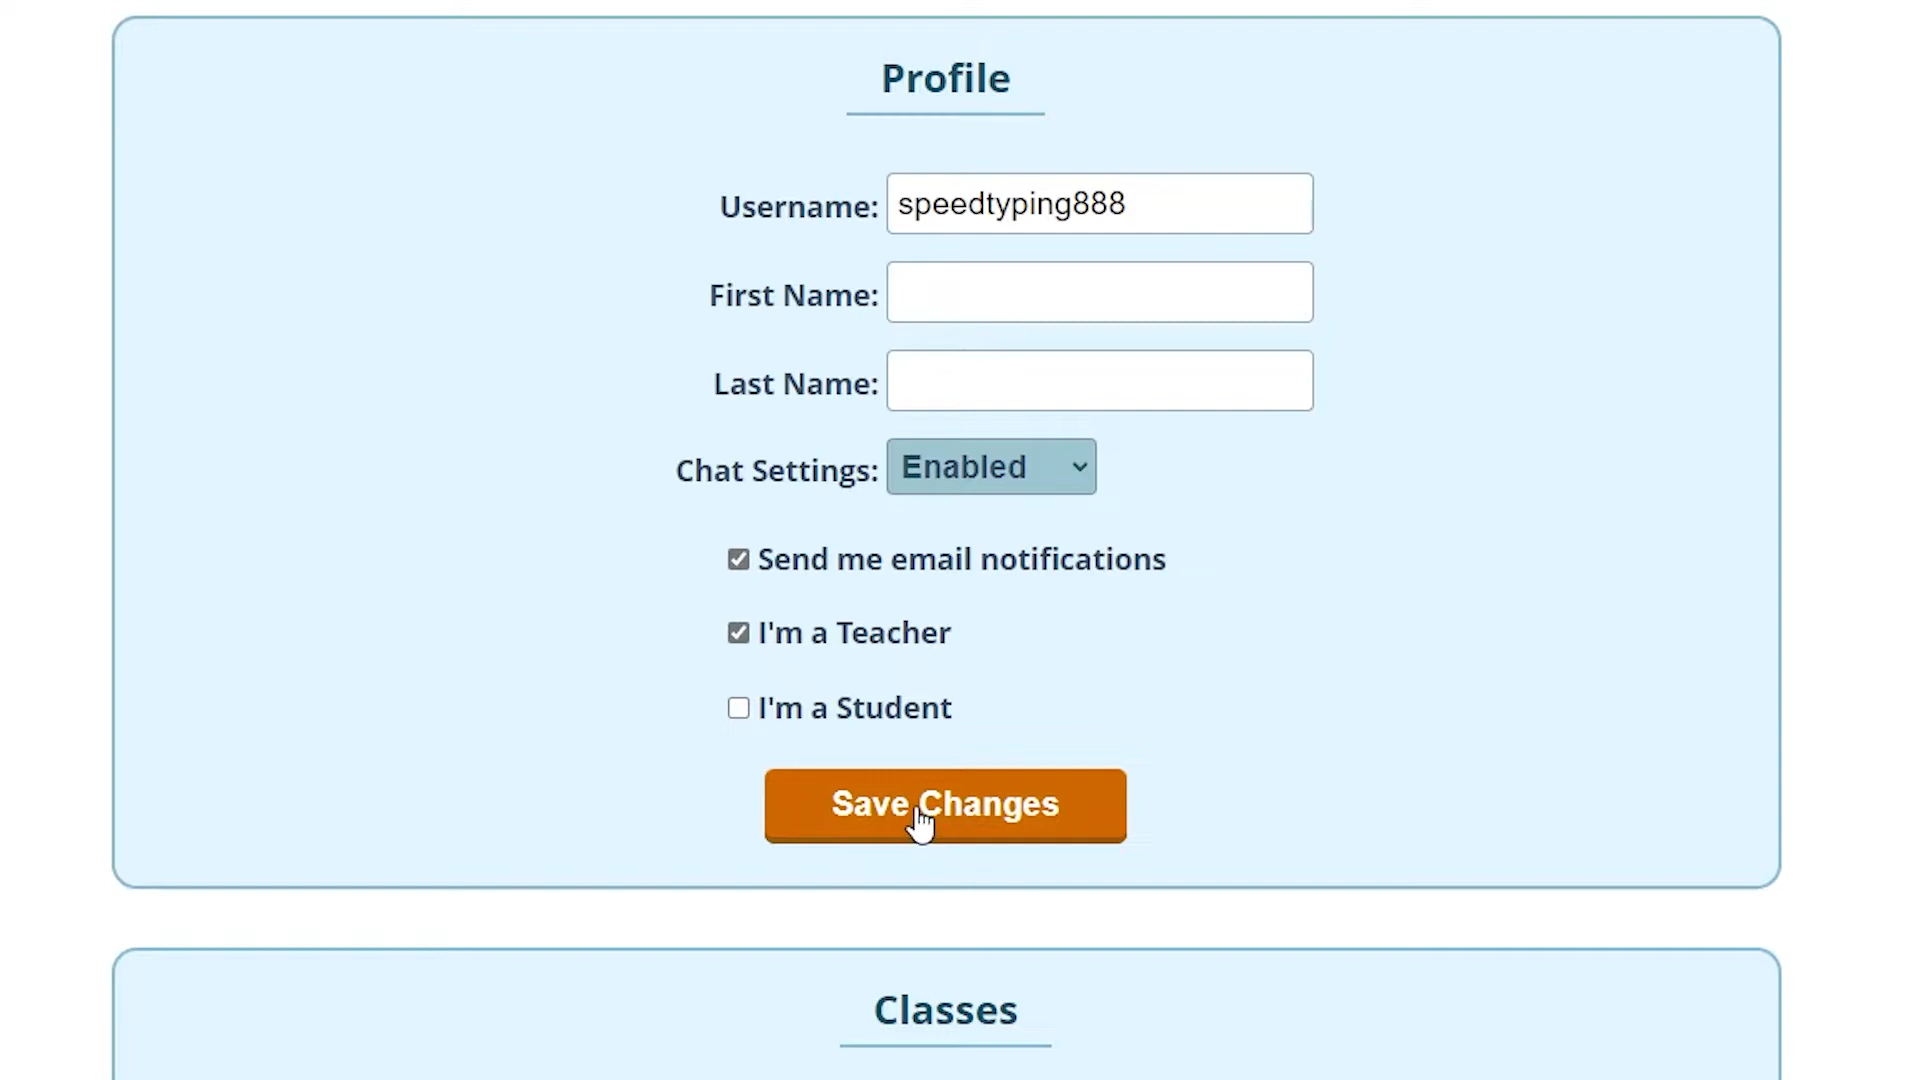 Profile
Username: speedtyping888
First Name:
Last Name:
Chat Settings: Enabled
Send me email notifications
I'm a Teacher
I'm a Student
Save Changes
Classes